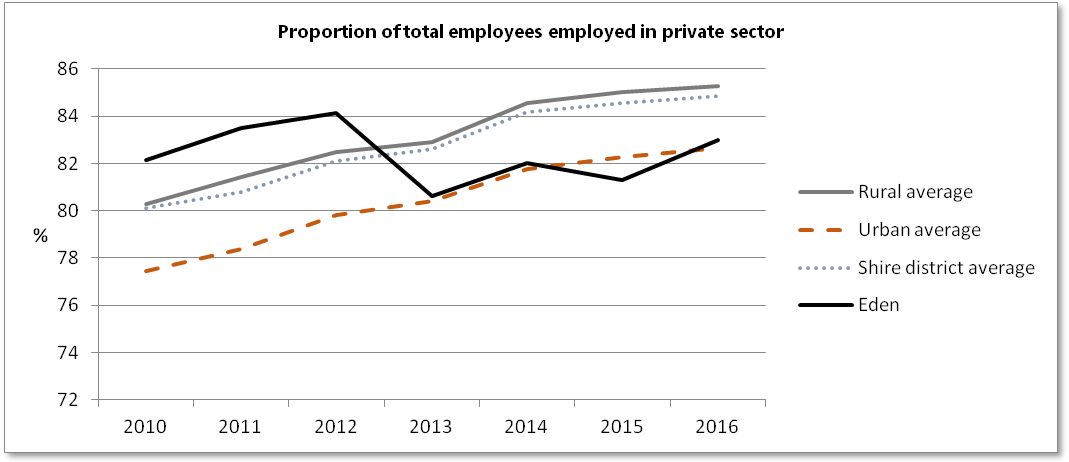 Proportion of total employees employed in private sector
86
84
82
80
78
76
74
72
%
2010 2011 2012 2013 2014 2015 2016
Rural average
Urban average
Shire district average
Eden